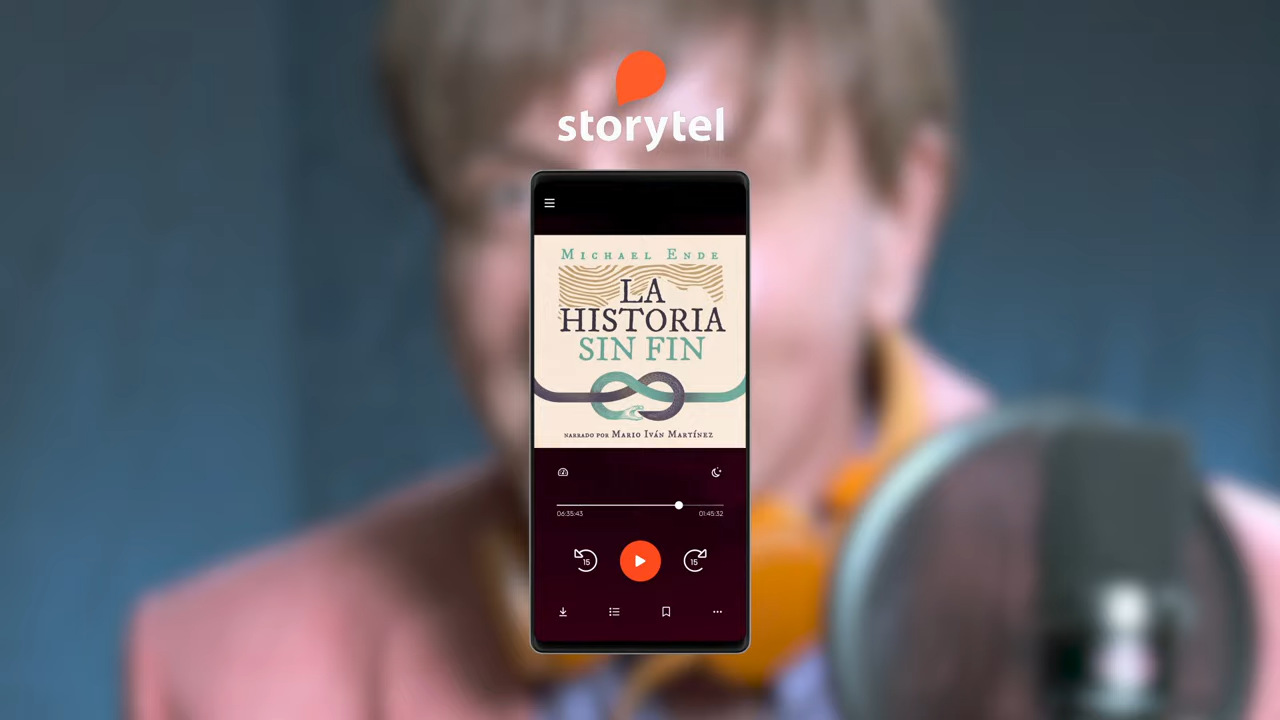 storytel
MICHAEL ENDE
LA
HISTORIA
SIN FIN
NARRADO POR MARIO IVÁN MARTÍNEZ
06:35:43 01:45:32
15 15